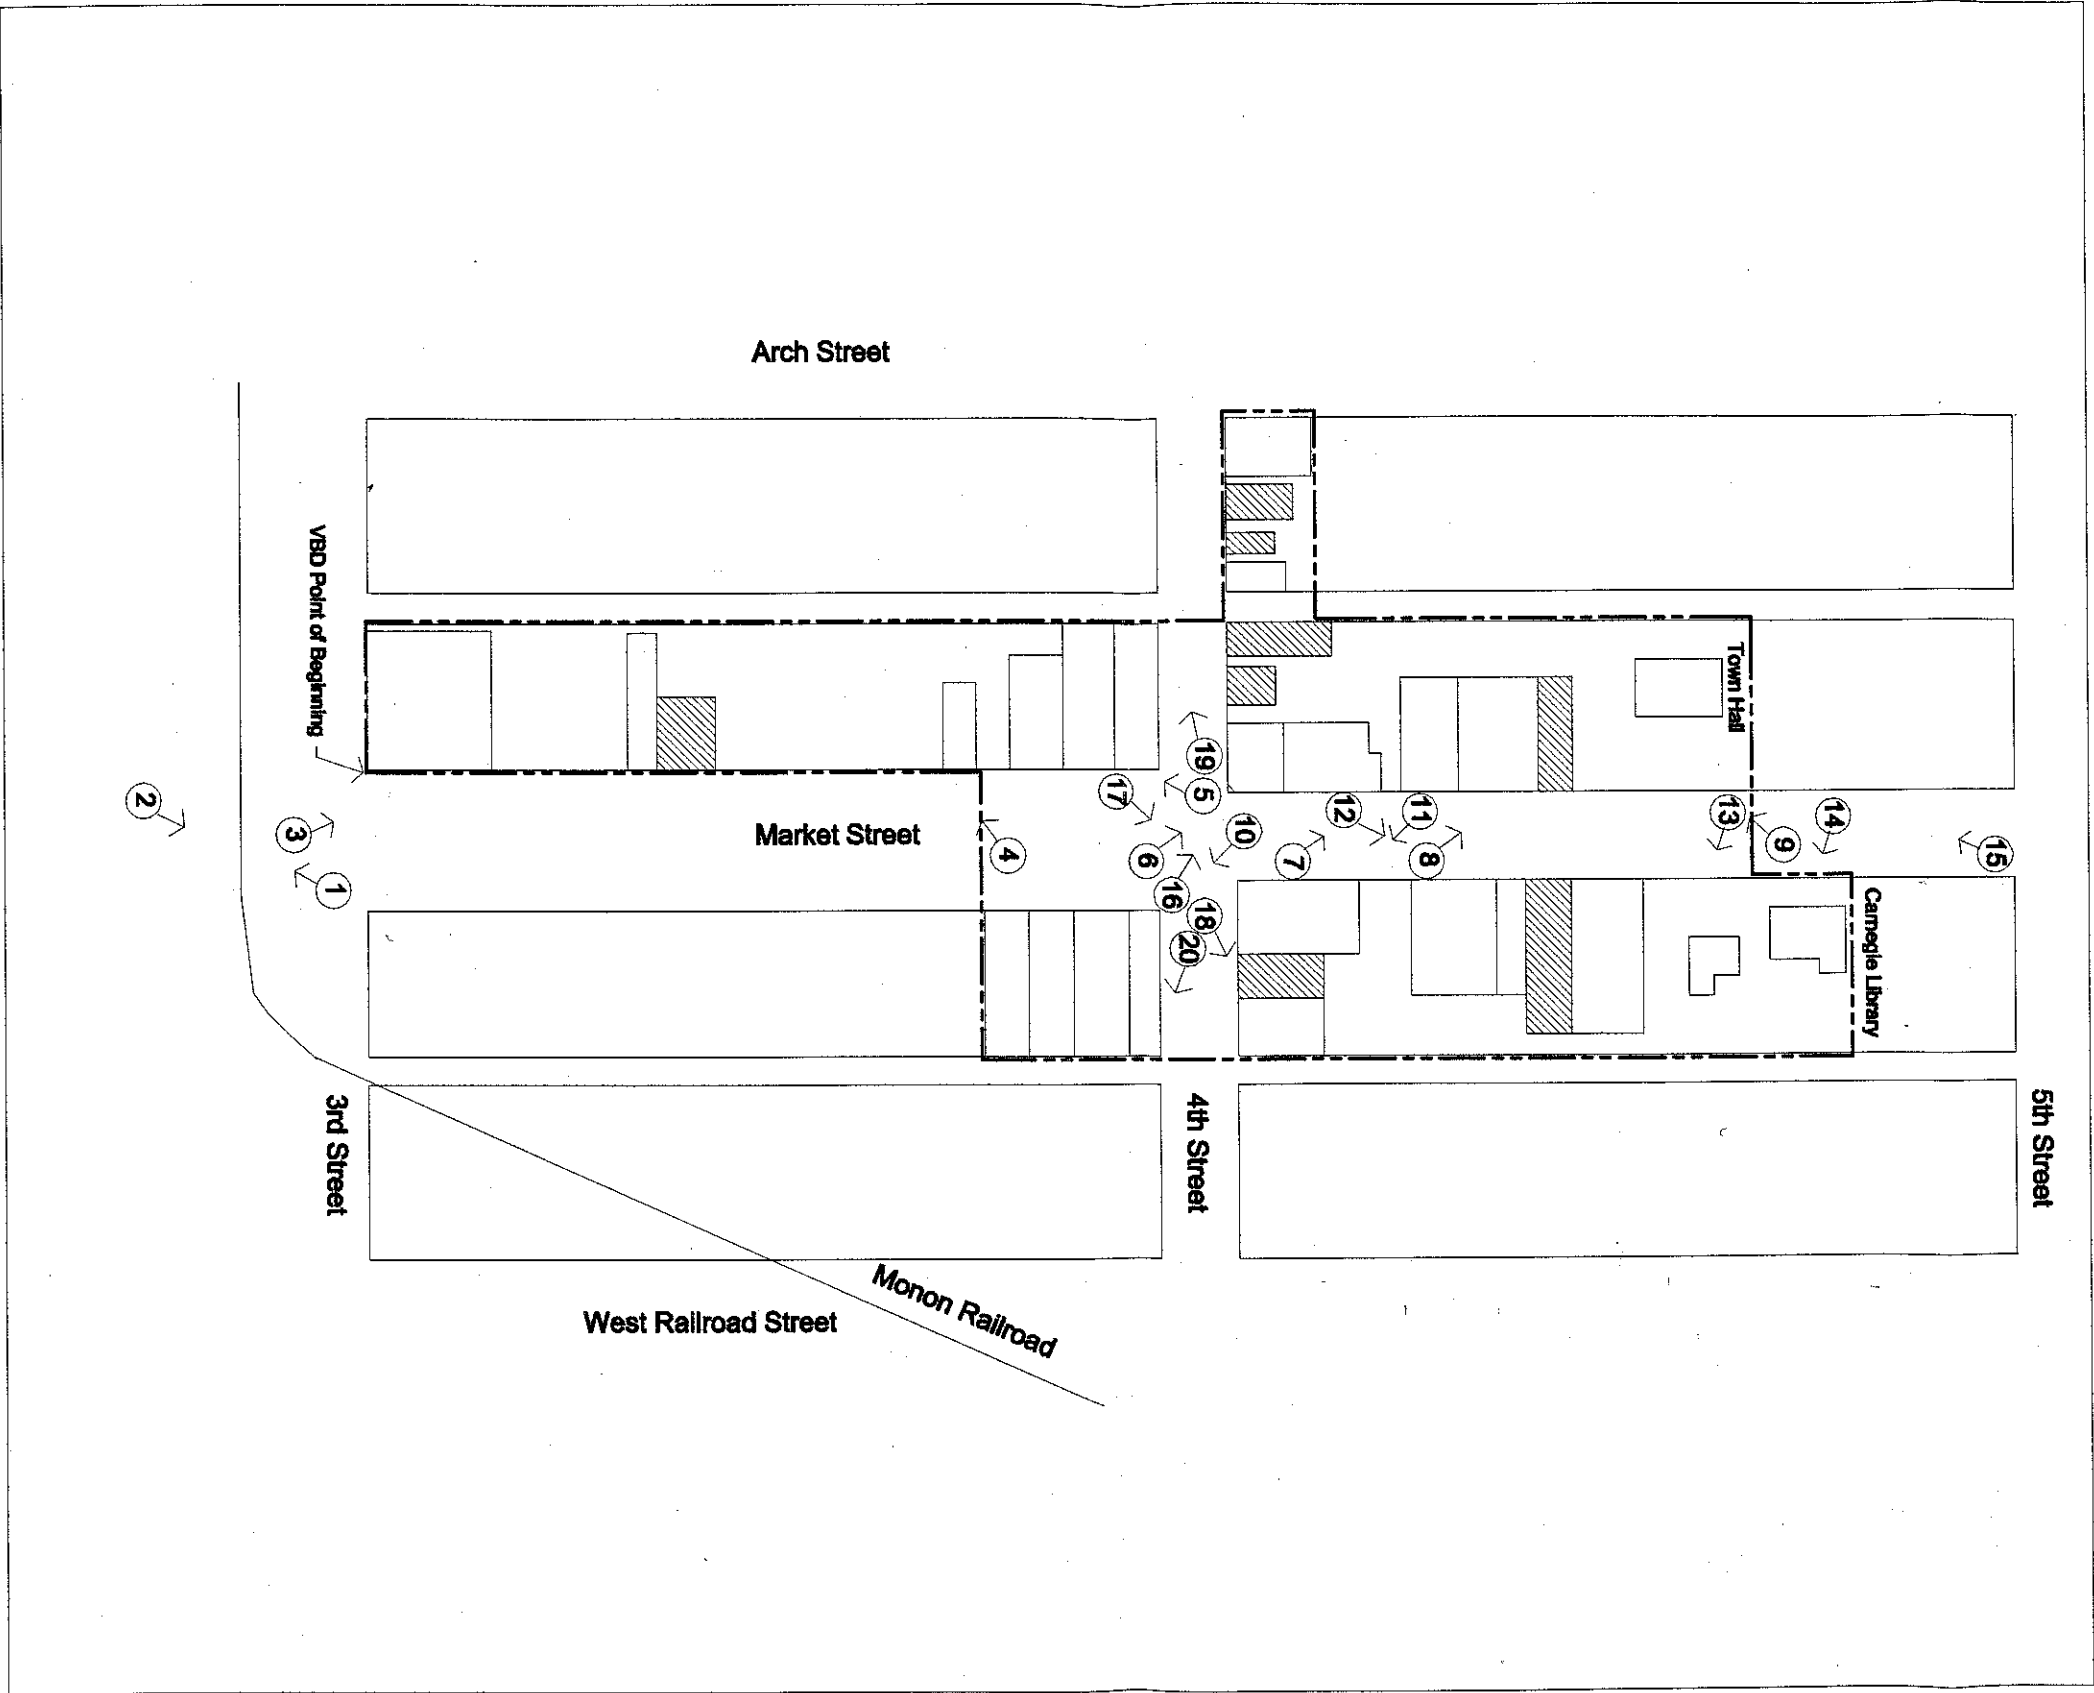 Arch Street
VBD Point of Beginning
Town Hall
19
5
17
2
3
1
Market Street
4
6
10
16
18
20
7
12
11
8
13
9
14
15
Carnegie Library
3rd Street
4th Street
5th Street
Monon Railroad
West Railroad Street